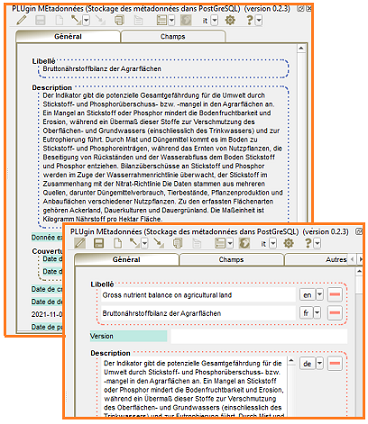 PLUgin MEtadonnées (Stockage des métadonnées dans PostGreSQL) (version 0.2.3)
it
?
Général
Champs
Libellé
Bruttonährstoffbilanz der Agrarflächen
Description
Der Indikator gibt die potenzielle Gesamtgefährdung für die Umwelt durch
Stickstoff- und Phosphorüberschuss- bzw. -mangel in den Agrarflächen an.
Ein Mangel an Stickstoff oder Phosphor mindert die Bodenfruchtbarkeit und
Erosion, während ein Übermaß dieser Stoffe zur Verschmutzung des
Oberflächen- und Grundwassers (einschliesslich des Trinkwassers) und zur
Eutrophierung führt. Durch Mist und Düngemittel kommt es im Boden zu
Stickstoff- und Phosphoreinträgen, während das Ernten von Nutzpflanzen, die
Beseitigung von Rückständen und der Wasserabfluss dem Boden Stickstoff
und Phosphor entziehen. Bilanzüberschüsse an Stickstoff und Phosphor
werden im Zuge der Wasserrahmenrichtlinie überwacht, der Stickstoff im
Zusammenhang mit der Nitrat-Richtlinie Die Daten stammen aus mehreren
Quellen, darunter Düngemittelverbrauch, Tierbestände, Pflanzenproduktion und
Anbauflächen verschiedener Nutzpflanzen. Zu den erfassten Flächenarten
gehören Ackerland, Dauerkulturen und Dauergrünland. Die Maßeinheit ist
Kilogramm Nährstoff pro Hektar Fläche.
Donnée e
Couvertu
Date d
Date d
Date de c
Date de d
2021-11-0
Date de p
PLUgin MEtadonnées (Stockage des métadonnées dans PostGreSQL) (version 0.2.3)
it
?
Général
Champs
Autres
Libellé
Gross nutrient balance on agricultural land
en
Bruttonährstoffbilanz der Agrarflächen
fr
Version
Description
Der Indikator gibt die potenzielle Gesamtgefährdung für die
Umwelt durch Stickstoff- und Phosphorüberschuss- bzw.
-mangel in den Agrarflächen an. Ein Mangel an Stickstoff
oder Phosphor mindert die Bodenfruchtbarkeit und Erosion,
während ein Übermaß dieser Stoffe zur Verschmutzung des
Oberflächen- und Grundwassers (einschliesslich des
Trinkwassers) und zur Eutrophierung führt. Durch Mist und
de